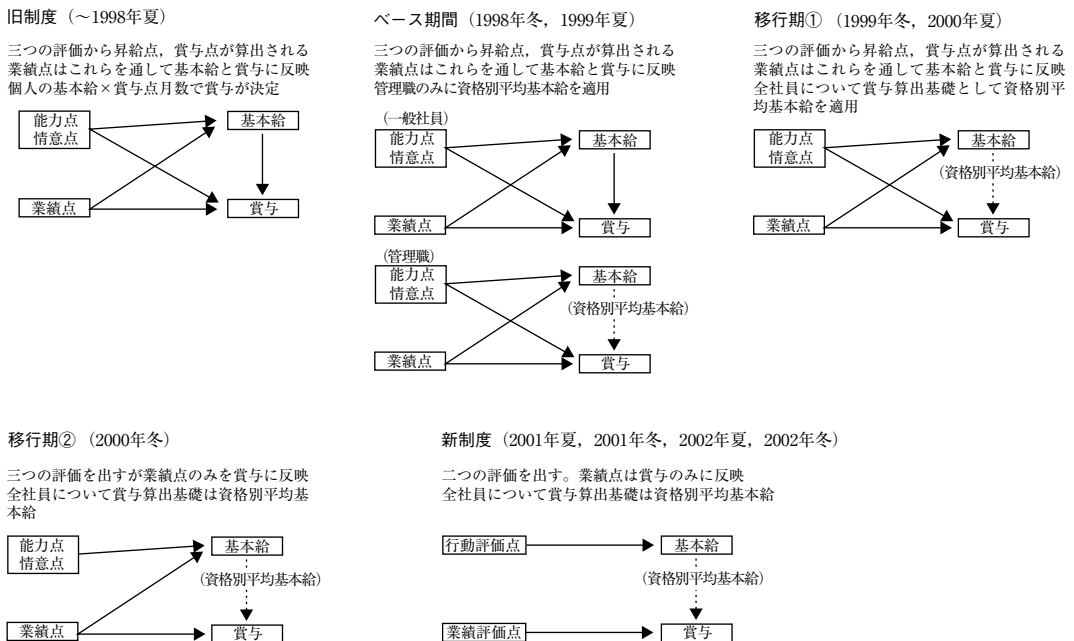 旧制度（～1998年夏）
三つの評価から昇給点，賞与点が算出される
業績点はこれらを通して基本給と賞与に反映
個人の基本給×賞与点月数で賞与が決定
能力点
情意点
基本給
業績点
賞与
ベース期間（1998年冬，1999年夏）
三つの評価から昇給点，賞与点が算出される
業績点はこれらを通して基本給と賞与に反映
管理職のみに資格別平均基本給を適用
（一般社員）
能力点
情意点
基本給
業績点
賞与
（管理職）
能力点
情意点
基本給
（資格別平均基本給）
業績点
賞与
移行期①（1999年冬，2000年夏）
三つの評価から昇給点，賞与点が算出される
業績点はこれらを通して基本給と賞与に反映
全社員について賞与算出基礎として資格別平
均基本給を適用
能力点
情意点
基本給
（資格別平均基本給）
業績点
賞与
移行期②（2000年冬）
三つの評価を出すが業績点のみを賞与に反映
全社員について賞与算出基礎は資格別平均基
本給
能力点
情意点
基本給
（資格別平均基本給）
業績点
賞与
新制度（2001年夏，2001年冬，2002年夏，2002年冬）
二つの評価を出す。業績点は賞与のみに反映
全社員について賞与算出基礎は資格別平均基本給
行動評価点
基本給
（資格別平均基本給）
業績評価点
賞与